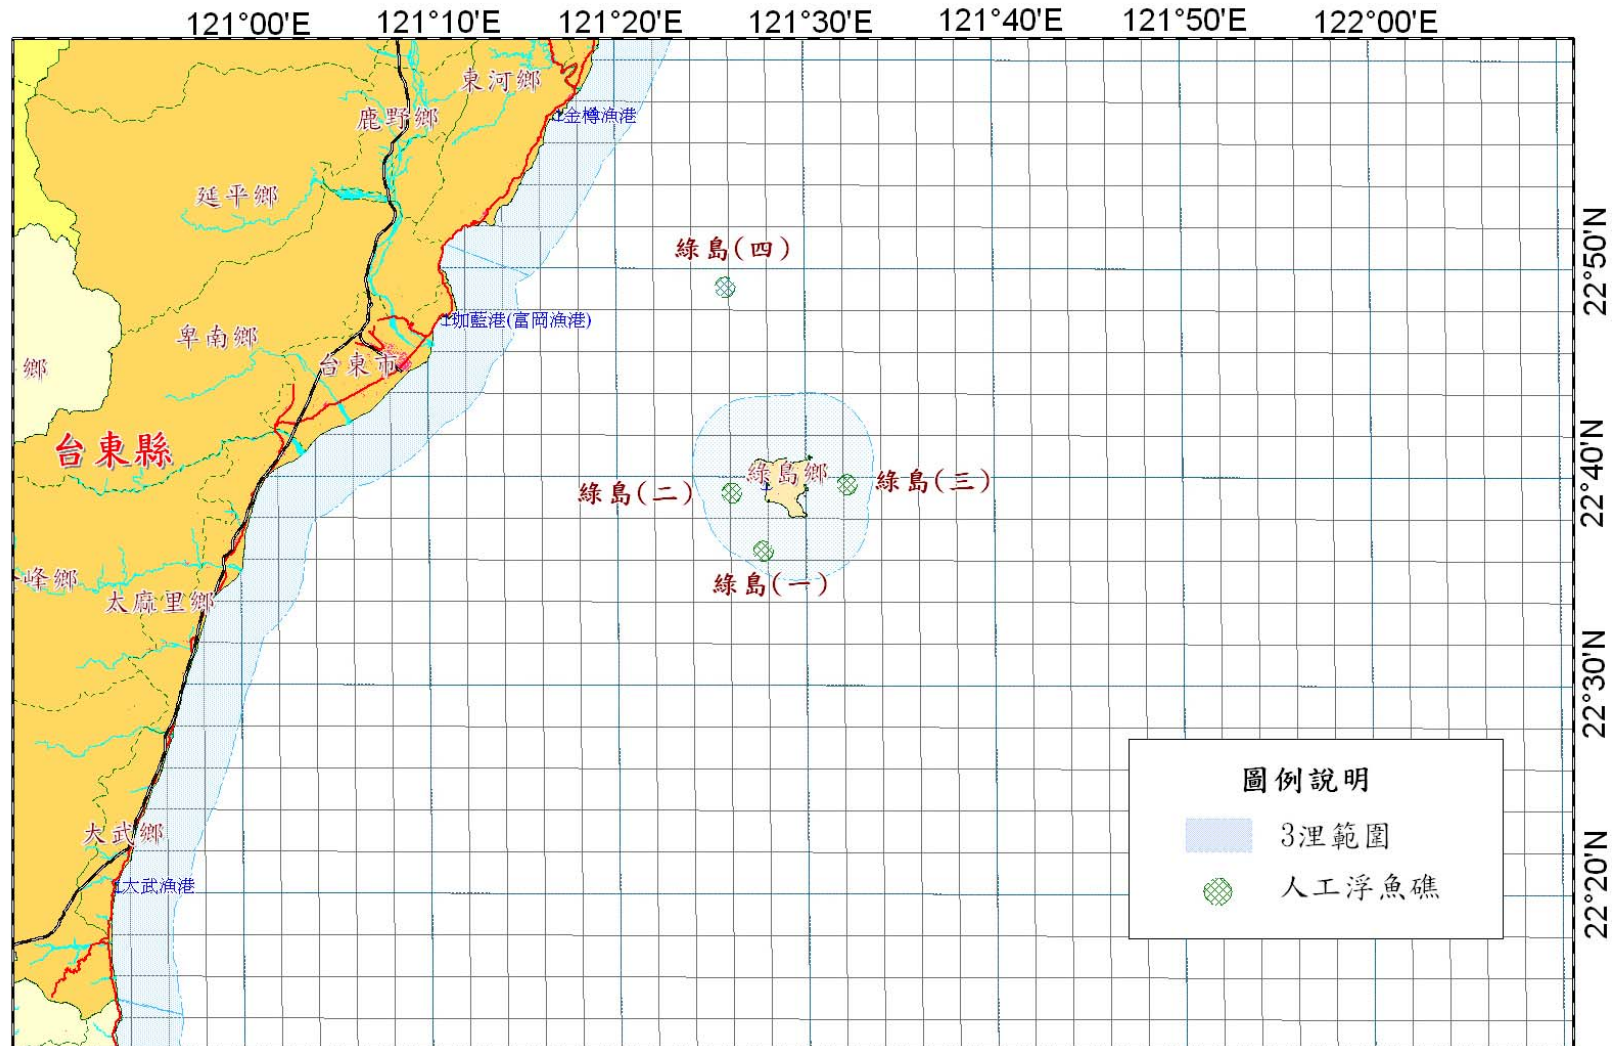 121°00'E 121°10'E 121°20'E 121°30'E 121°40'E 121°50'E 122°00'E
東河鄉
金樽漁港
鹿野鄉
延平鄉
綠島(四)
22°50'N
珈藍港(富岡漁港)
卑南鄉
台東市
鄉
台東縣
綠島鄉
綠島(三)
綠島(二)
22°40'N
峰鄉
綠島(一)
太麻里鄉
22°30'N
圖例說明
3浬範圍
人工浮魚礁
大武鄉
大武漁港
22°20'N